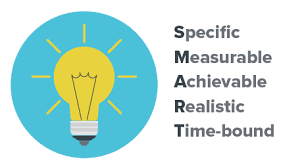 Specific
Measurable
Achievable
Realistic
Time-bound